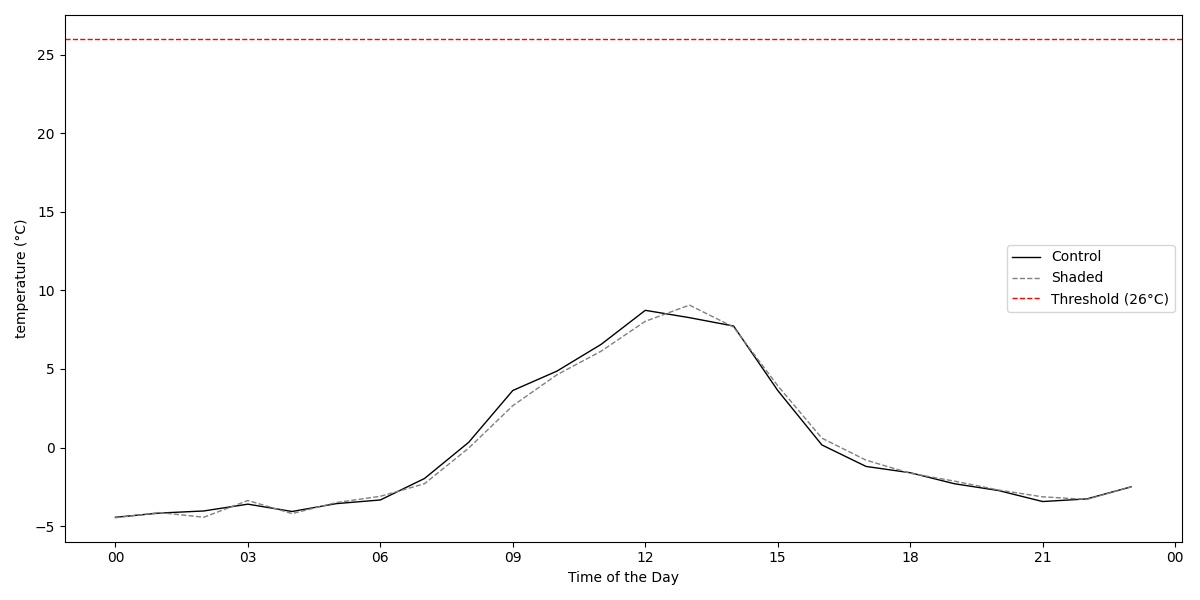 25
20
15
10
5
0
−5
temperature (°C)
Control
Shaded
Threshold (26°C)
00 03 06 09 12 15 18 21 00
Time of the Day